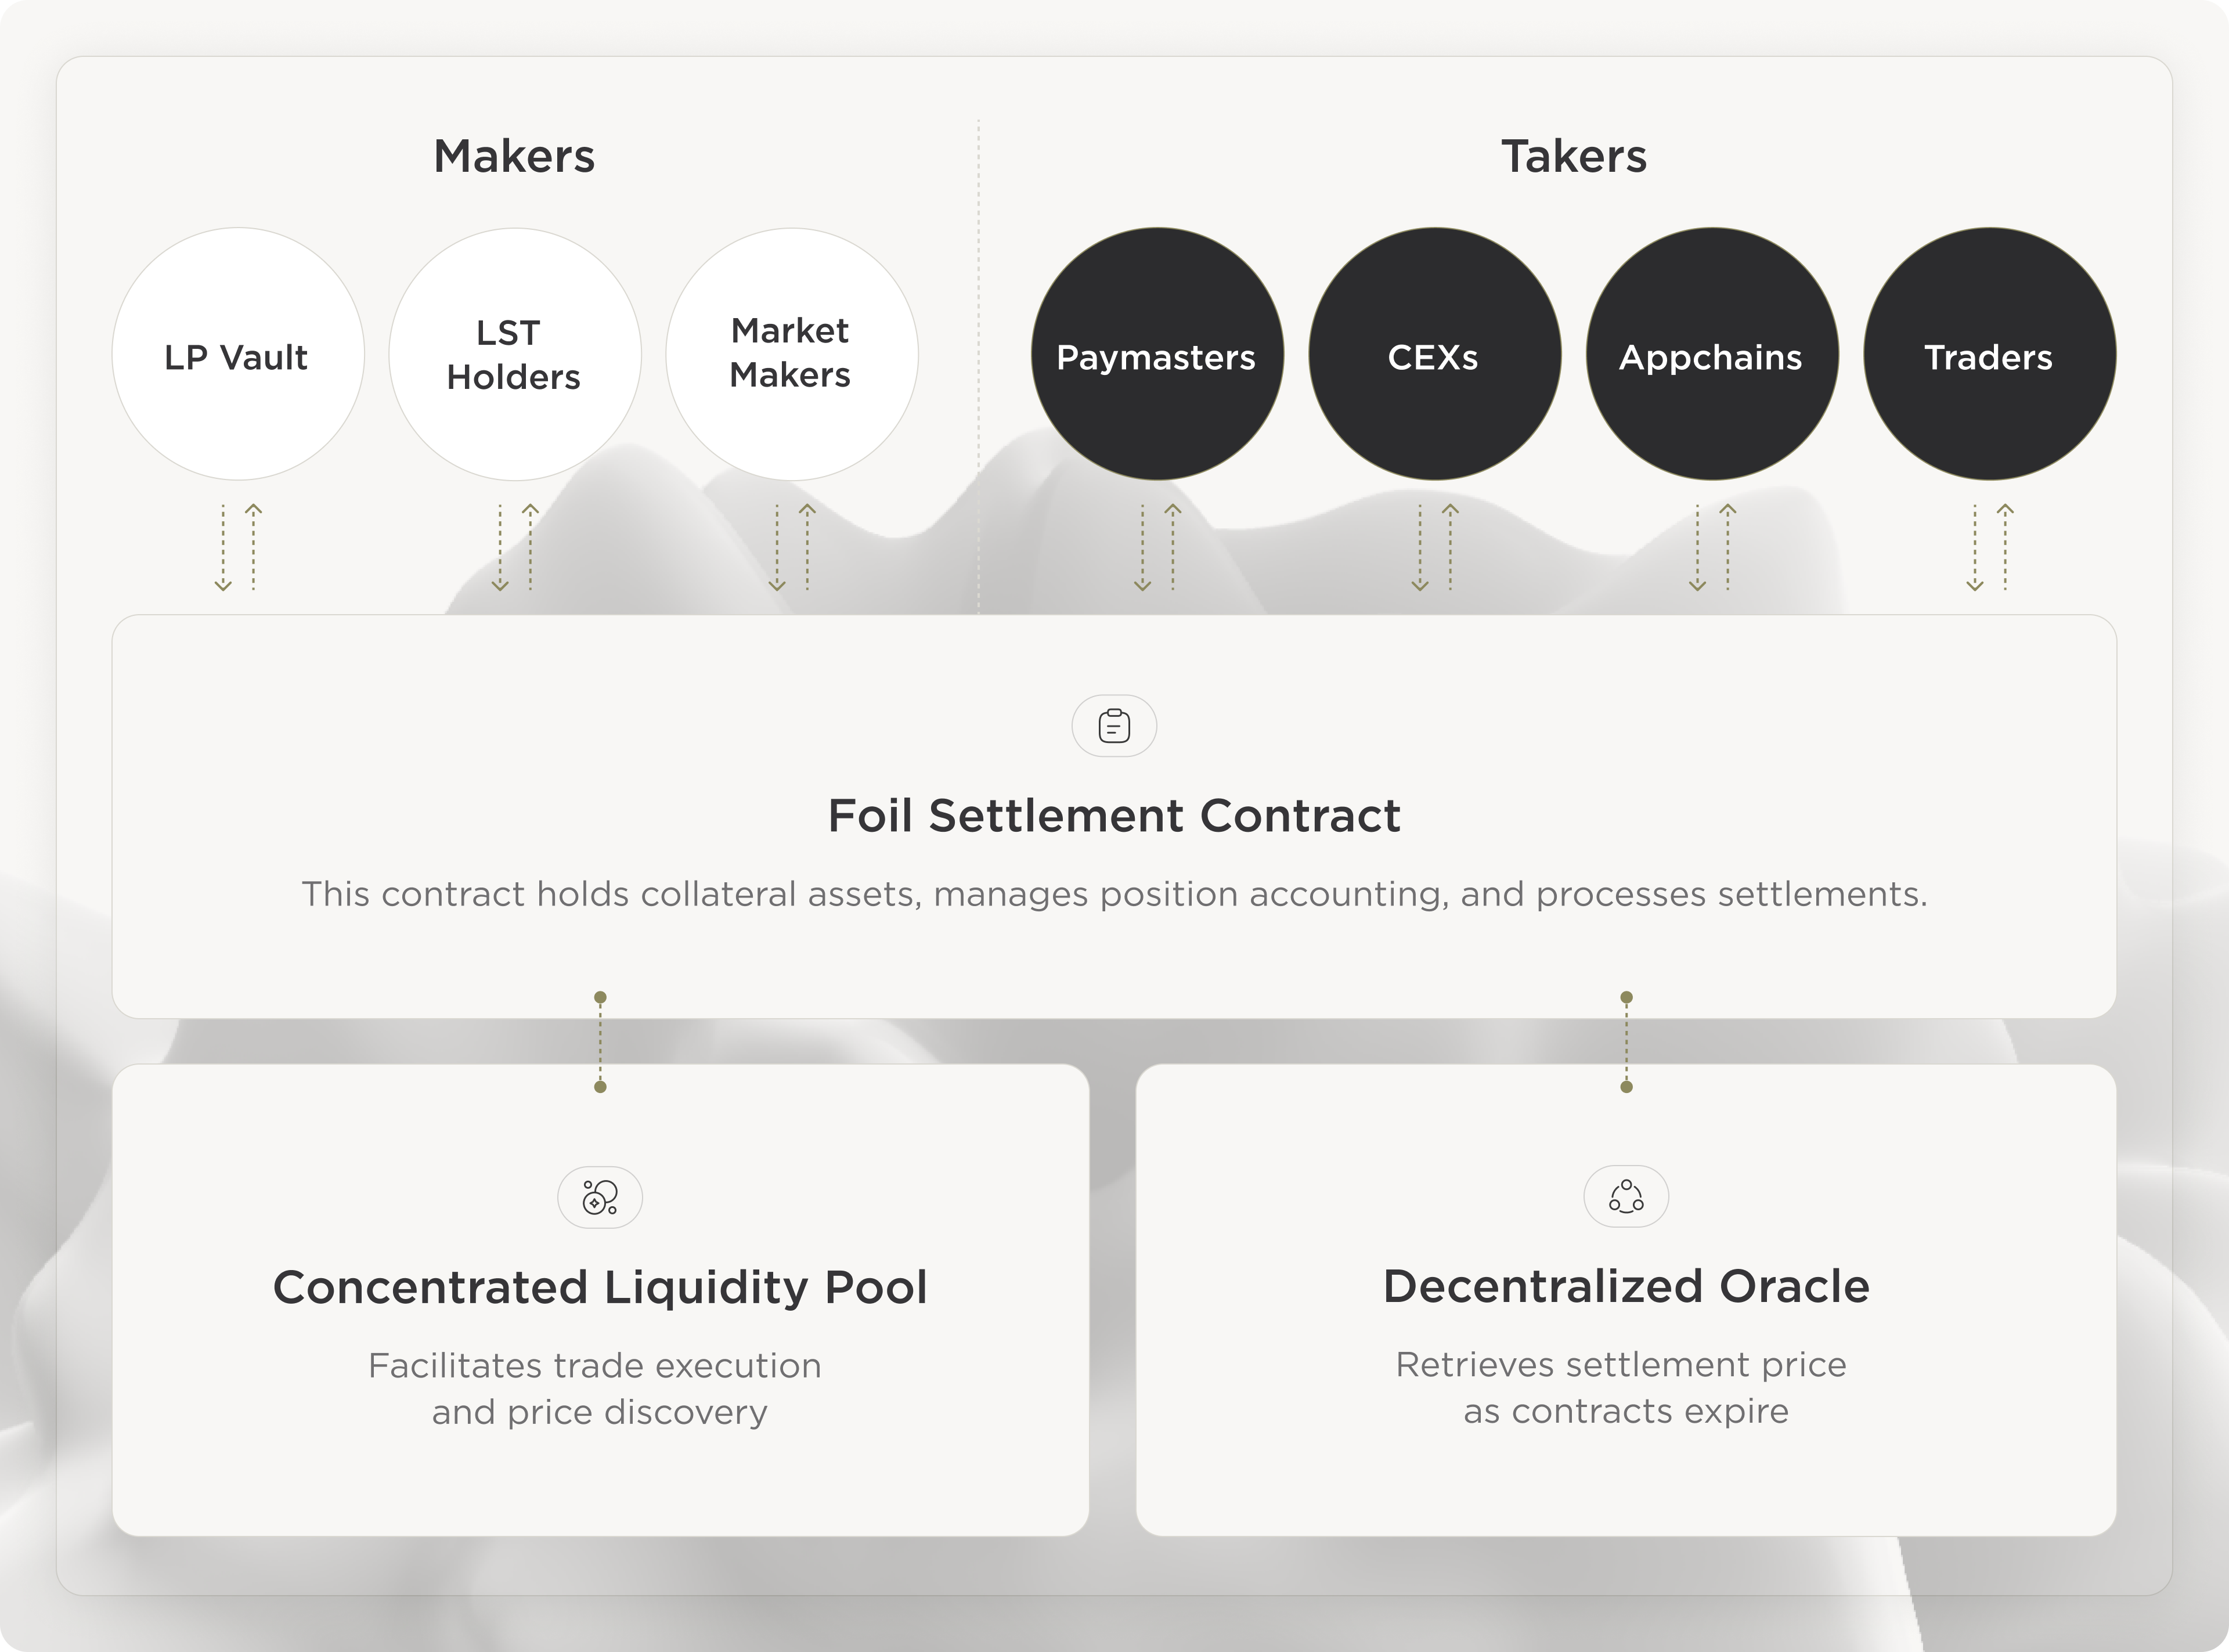 Makers
Takers
LP Vault
LST
Holders
Market
Makers
Paymasters
CEXs
Appchains
Traders
Foil Settlement Contract
This contract holds collateral assets, manages position accounting, and processes settlements.
Concentrated Liquidity Pool
Facilitates trade execution
and price discovery
Decentralized Oracle
Retrieves settlement price
as contracts expire